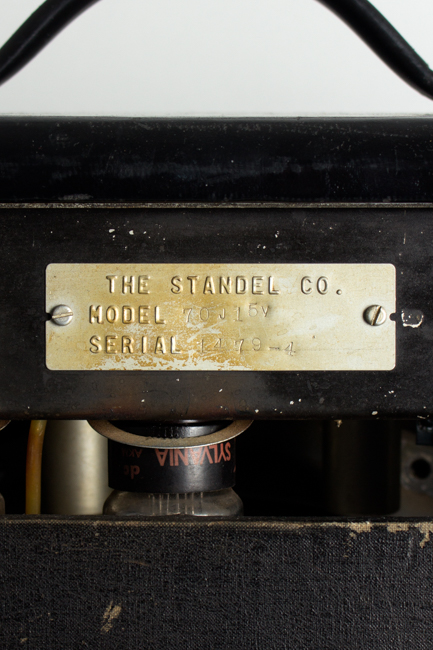 THE STANDEL CO.
MODEL 70J15V
SERIAL 1479-4
SYLVANIA